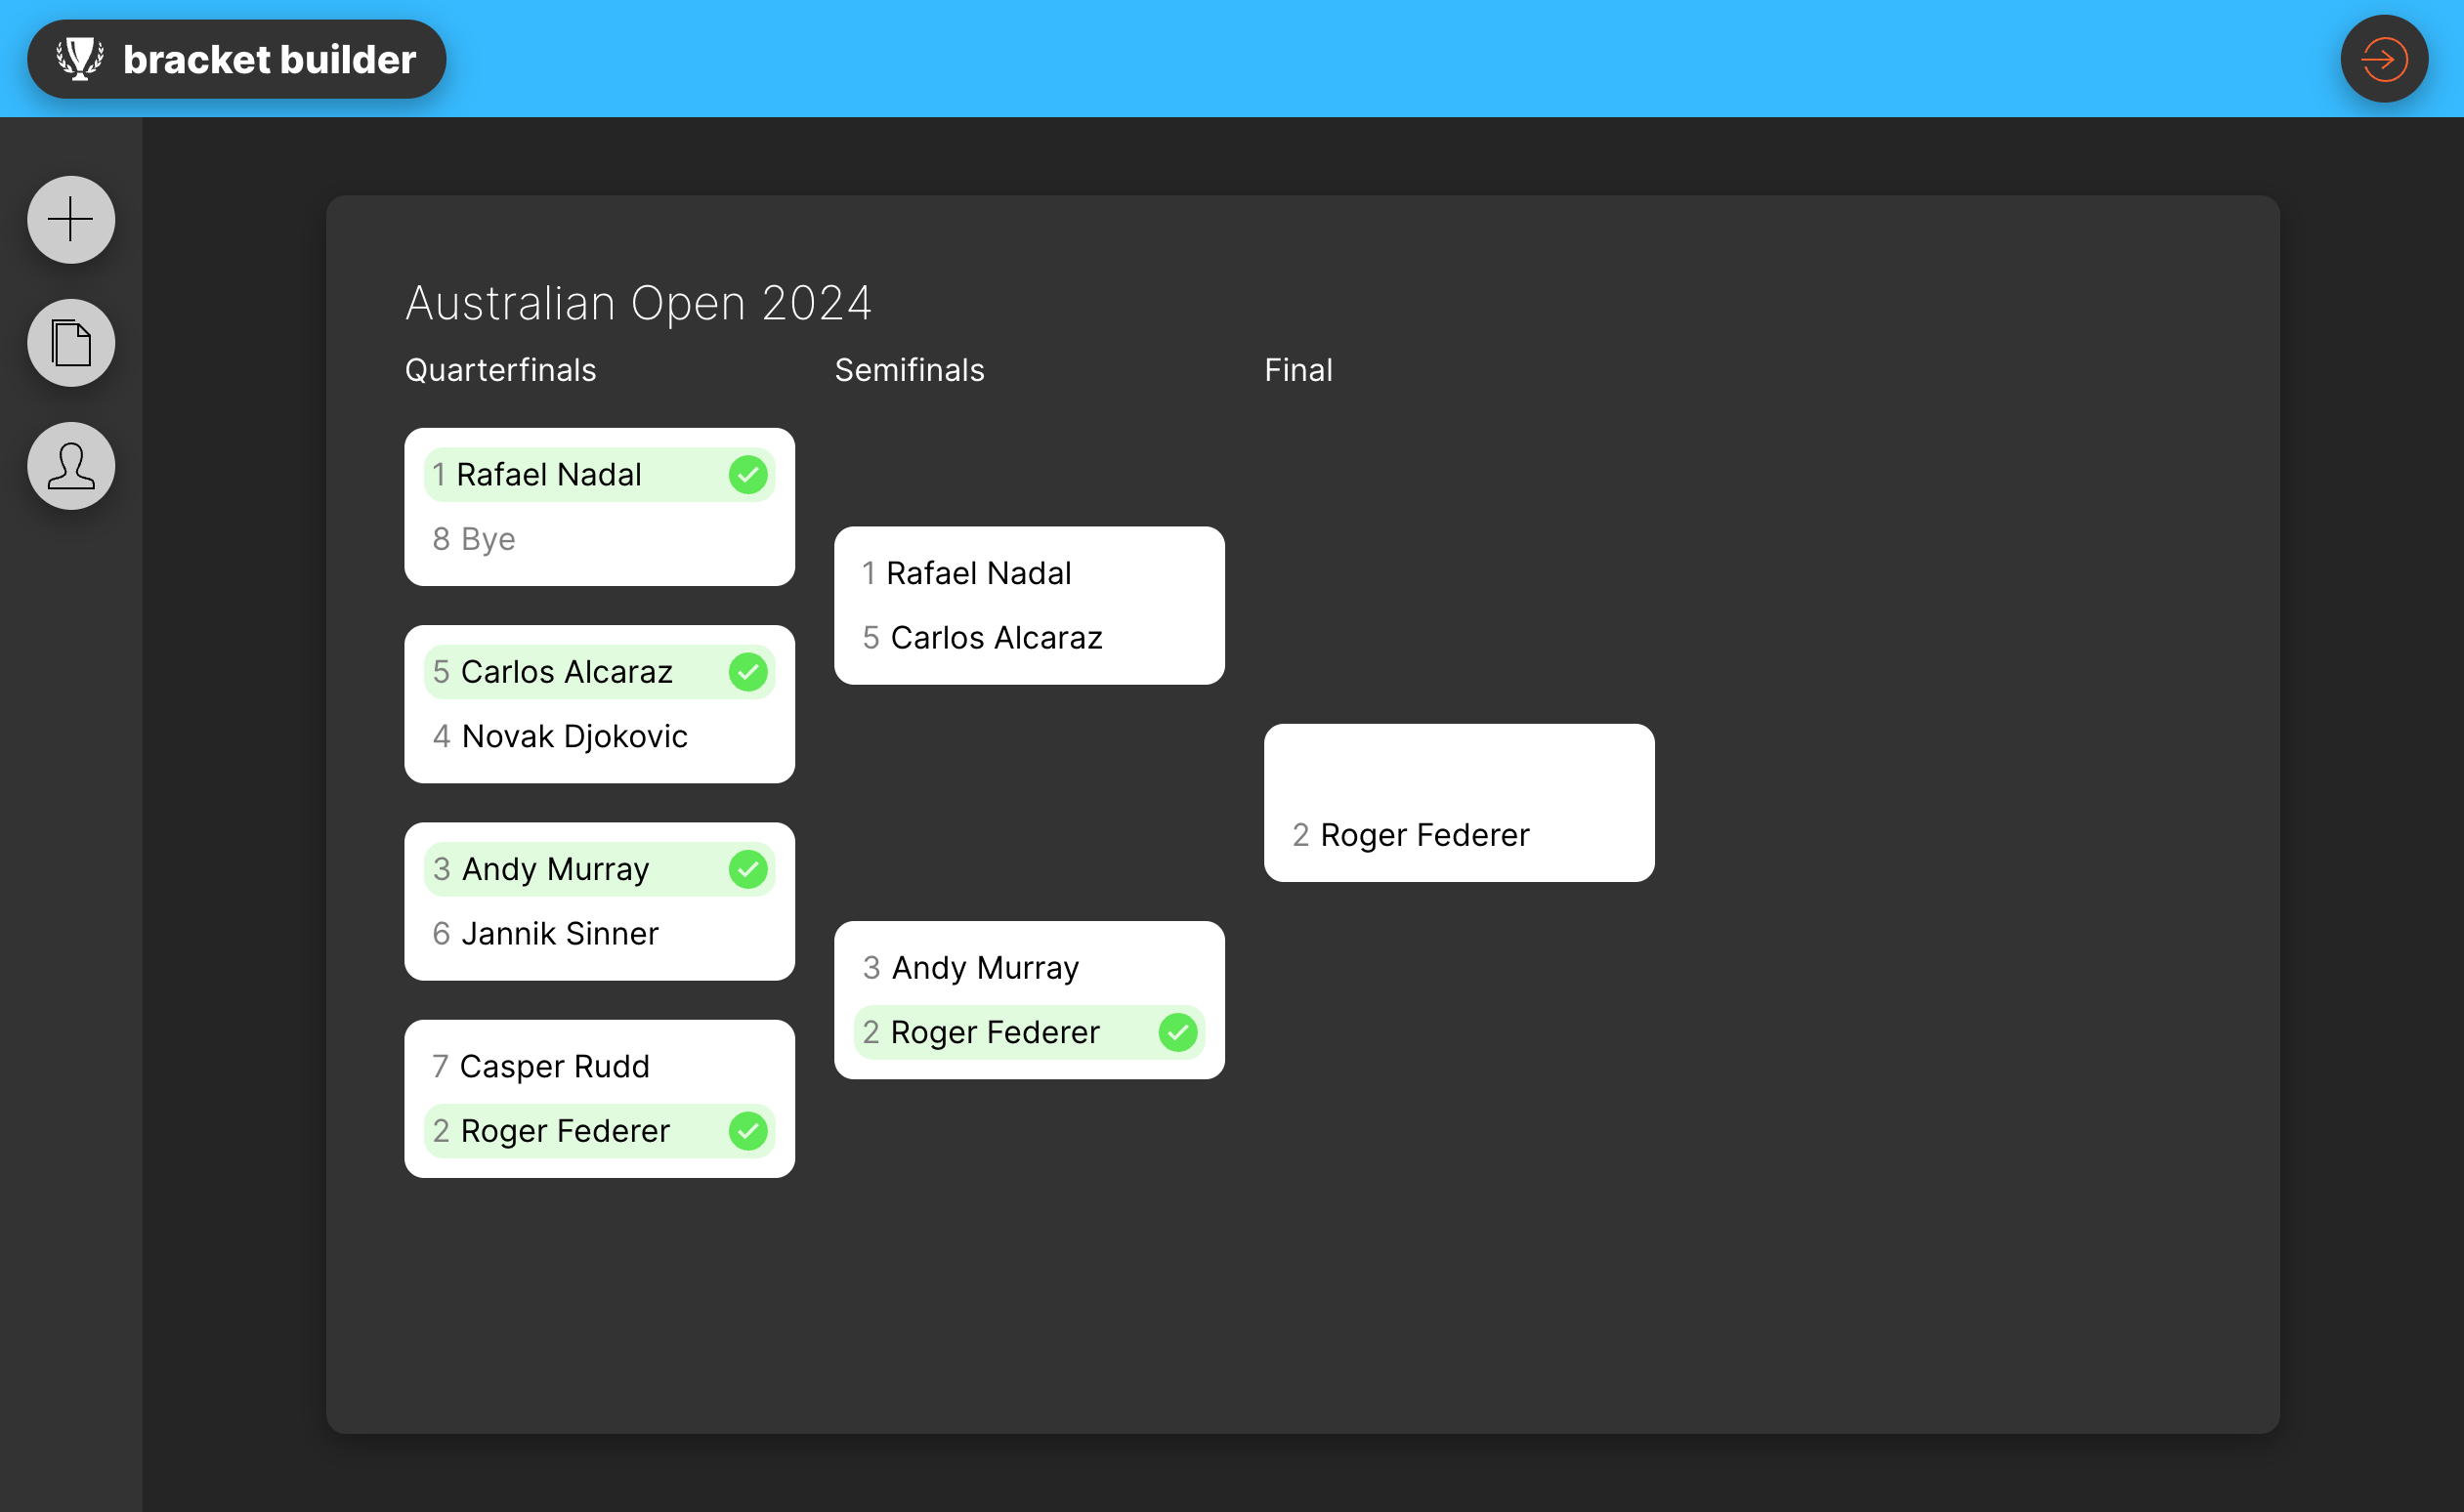 bracket builder
Australian Open 2024
Quarterfinals
1 Rafael Nadal
8 Bye
5 Carlos Alcaraz
4 Novak Djokovic
3 Andy Murray
6 Jannik Sinner
7 Casper Rudd
2 Roger Federer
Semifinals
1 Rafael Nadal
5 Carlos Alcaraz
3 Andy Murray
2 Roger Federer
Final
2 Roger Federer